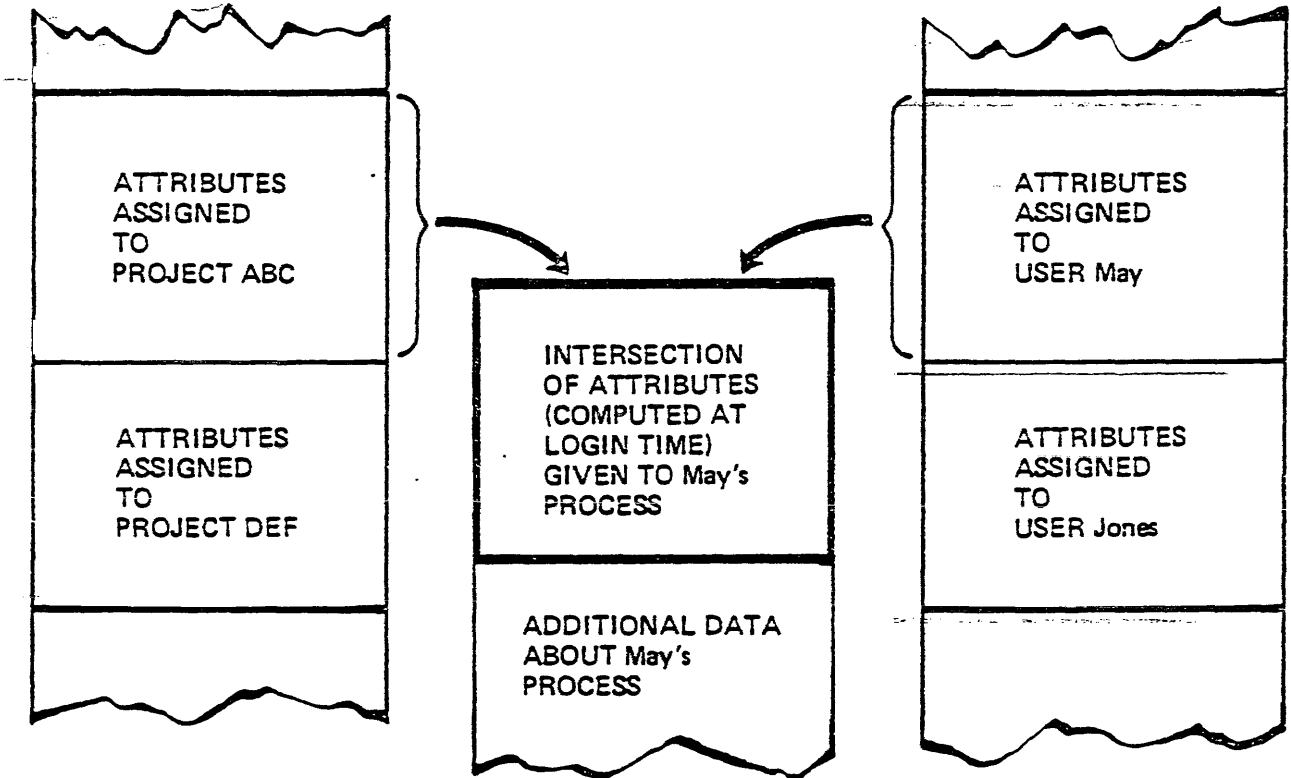 ATTRIBUTES
ASSIGNED
TO
PROJECT ABC
ATTRIBUTES
ASSIGNED
TO
PROJECT DEF
INTERSECTION
OF ATTRIBUTES
(COMPUTED AT
LOGIN TIME)
GIVEN TO May's
PROCESS
ADDITIONAL DATA
ABOUT May's
PROCESS
ATTRIBUTES
ASSIGNED
TO
USER May
ATTRIBUTES
ASSIGNED
TO
USER Jones